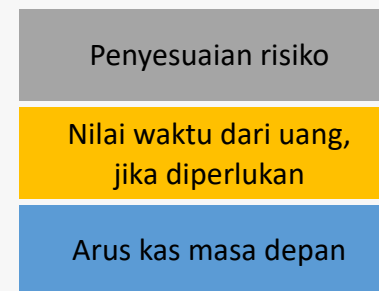 Penyesuaian risiko
Nilai waktu dari uang,
jika diperlukan
Arus kas masa depan